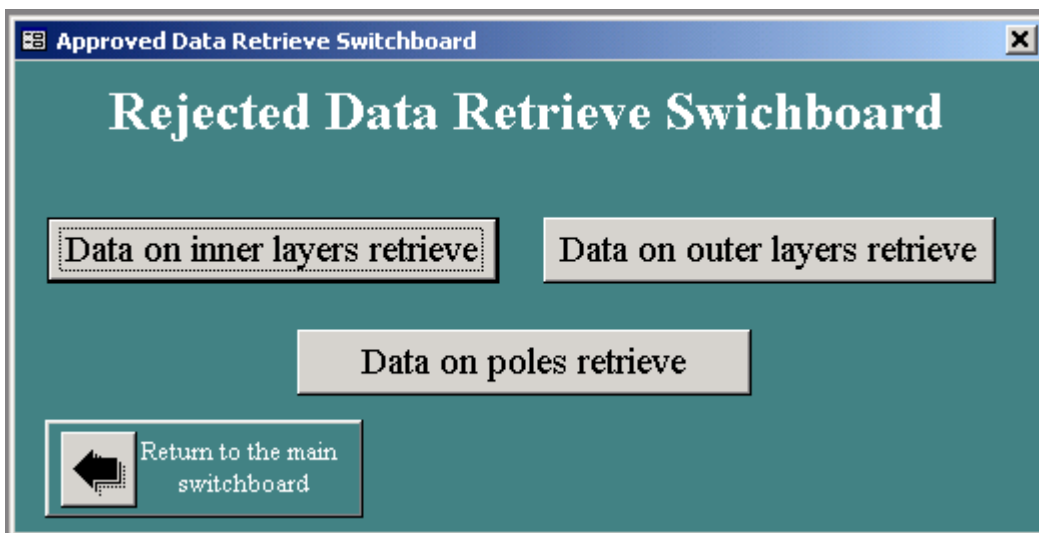 Approved Data Retrieve Switchboard
Rejected Data Retrieve Swichboard
Data on inner layers retrieve
Data on outer layers retrieve
Data on poles retrieve
Return to the main
switchboard